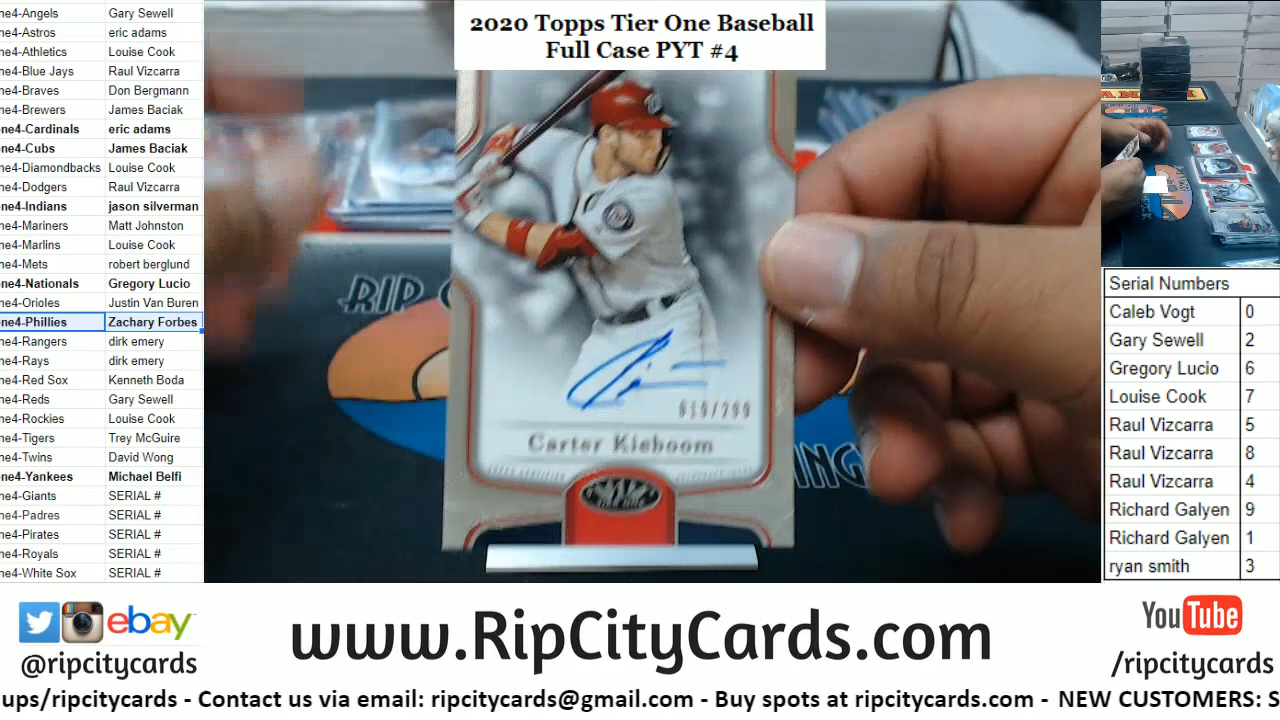 2020 Topps Tier One Baseball
Full Case PYT #4
ne4-Angels Gary Sewell
ne4-Astros eric adams
ne4-Athletics Louise Cook
ne4-Blue Jays Raul Vizcarra
ne4-Braves Don Bergmann
ne4-Brewers James Baciak
one4-Cardinals eric adams
one4-Cubs James Baciak
ne4-Diamondbacks Louise Cook
ne4-Dodgers Raul Vizcarra
one4-Indians jason silverman
ne4-Mariners Matt Johnston
ne4-Marlins Louise Cook
ne4-Mets robert berglund
one4-Nationals Gregory Lucio
ne4-Orioles Justin Van Buren
one4-Phillies Zachary Forbes
ne4-Rangers dirk emery
ne4-Rays dirk emery
ne4-Red Sox Kenneth Boda
ne4-Reds Gary Sewell
ne4-Rockies Louise Cook
ne4-Tigers Trey McGuire
ne4-Twins David Wong
one4-Yankees Michael Belfi
ne4-Giants SERIAL #
ne4-Padres SERIAL #
ne4-Pirates SERIAL #
ne4-Royals SERIAL #
ne4-White Sox SERIAL #
RIP
ING
Carter Kieboom
Serial Numbers
Caleb Vogt 0
Gary Sewell 2
Gregory Lucio 6
Louise Cook 7
Raul Vizcarra 5
Raul Vizcarra 8
Raul Vizcarra 4
Richard Galyen 9
Richard Galyen 1
ryan smith 3
ebay
@ripcitycards
www.RipCityCards.com
YouTube
/ripcitycards
ups/ripcitycards - Contact us via email: ripcitycards@gmail.com - Buy spots at ripcitycards.com - NEW CUSTOMERS: S